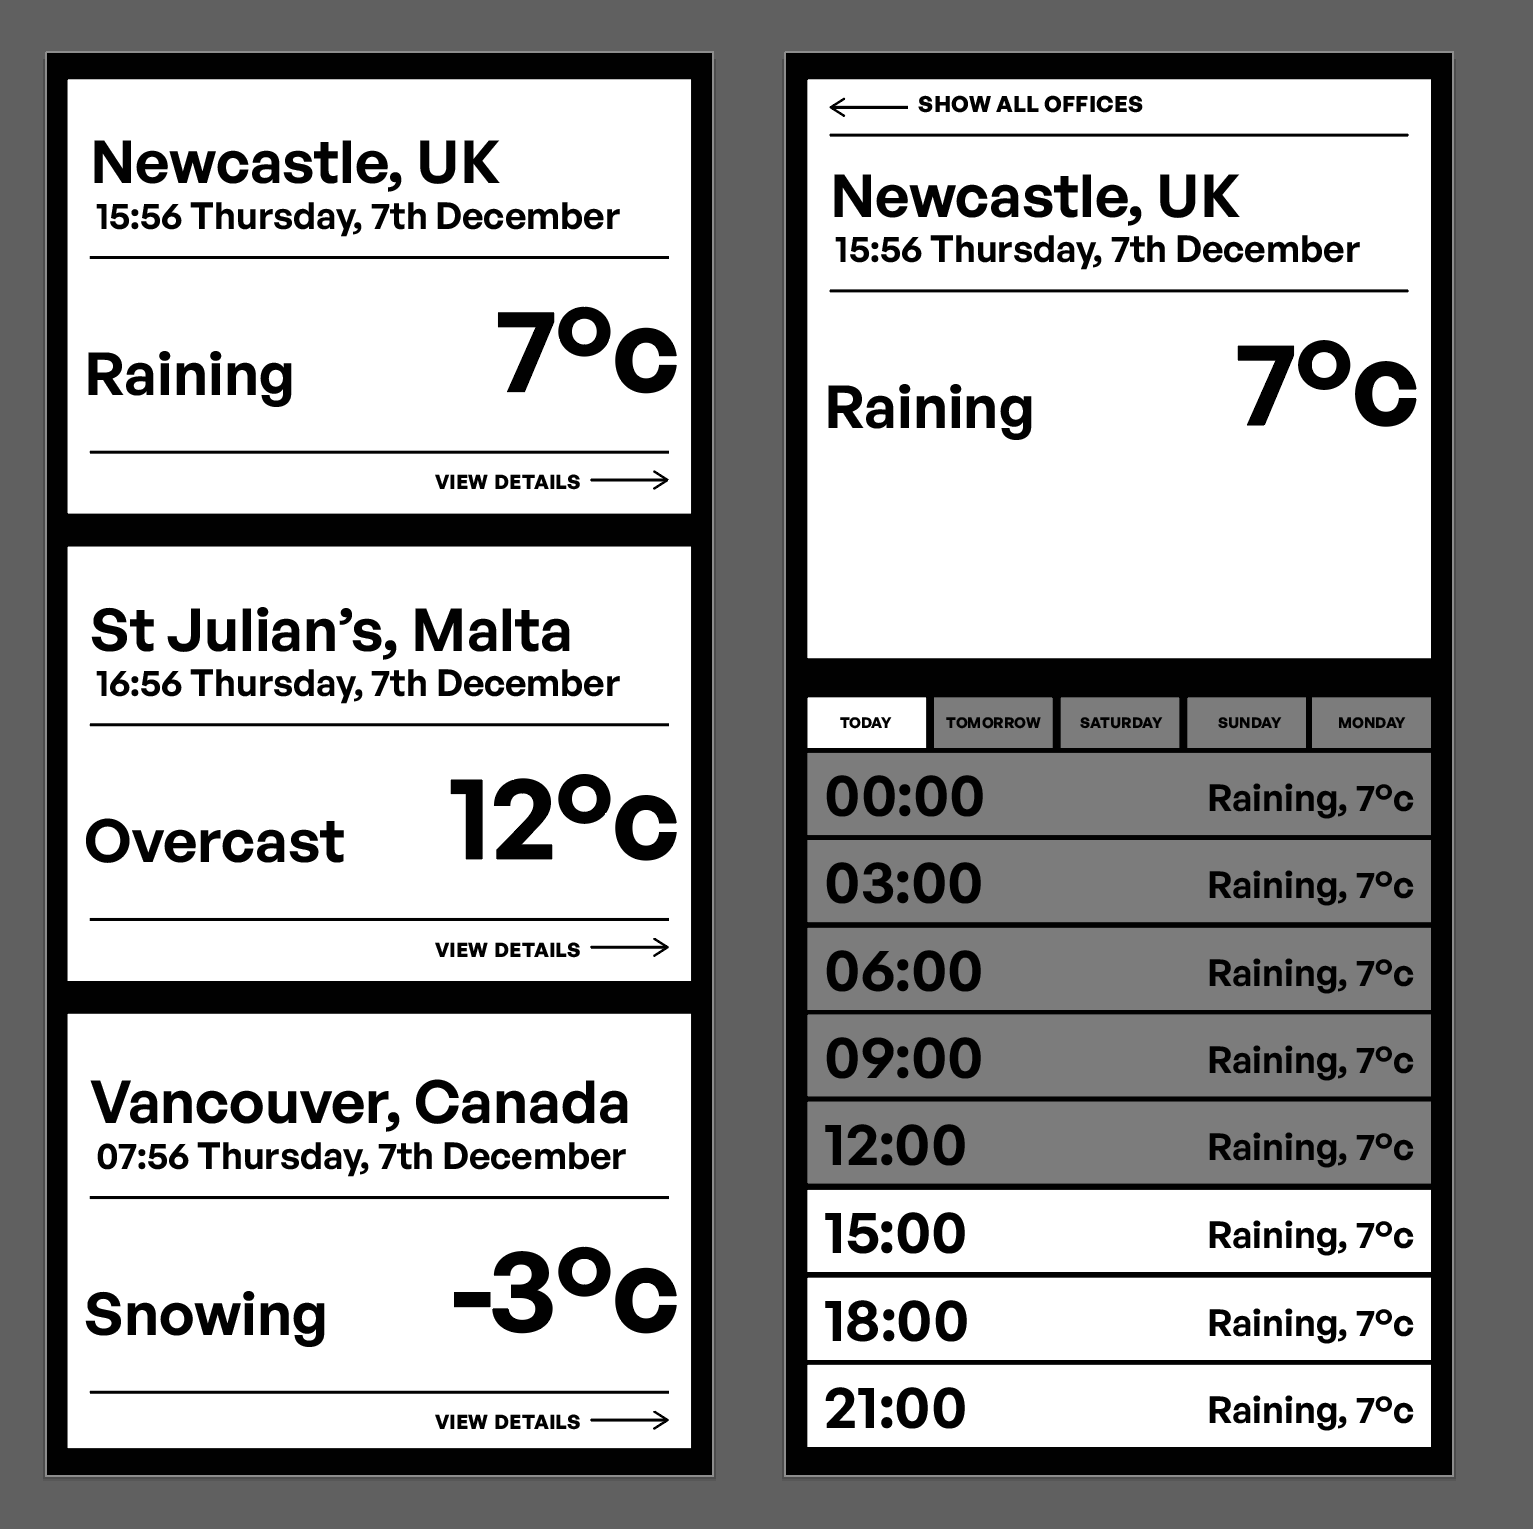 Newcastle, UK
15:56 Thursday, 7th December
Raining 7°c
VIEW DETAILS
St Julian’s, Malta
16:56 Thursday, 7th December
Overcast 12°c
VIEW DETAILS
Vancouver, Canada
07:56 Thursday, 7th December
Snowing -3°c
VIEW DETAILS
SHOW ALL OFFICES
Newcastle, UK
15:56 Thursday, 7th December
Raining 7°c
TODAY TOMORROW SATURDAY SUNDAY MONDAY
00:00 Raining, 7°c
03:00 Raining, 7°c
06:00 Raining, 7°c
09:00 Raining, 7°c
12:00 Raining, 7°c
15:00 Raining, 7°c
18:00 Raining, 7°c
21:00 Raining, 7°c